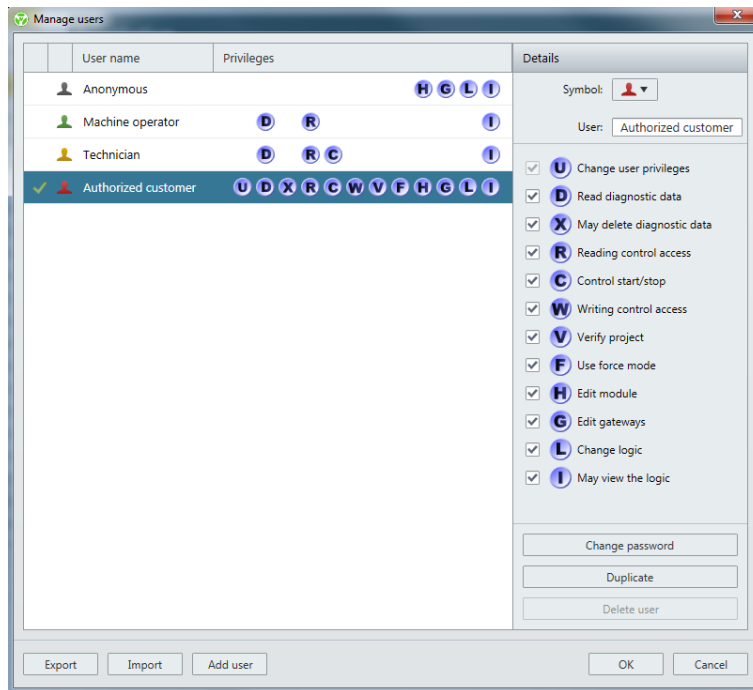 Manage users
User name Privileges Details
Anonymous H G L I
Symbol:
Machine operator D R I
User: Authorized customer
Technician D R C I
Authorized customer U D X R C W V F H G L I
U Change user privileges
D Read diagnostic data
X May delete diagnostic data
R Reading control access
C Control start/stop
W Writing control access
V Verify project
F Use force mode
H Edit module
G Edit gateways
L Change logic
I May view the logic
Change password
Duplicate
Delete user
Export Import Add user OK Cancel